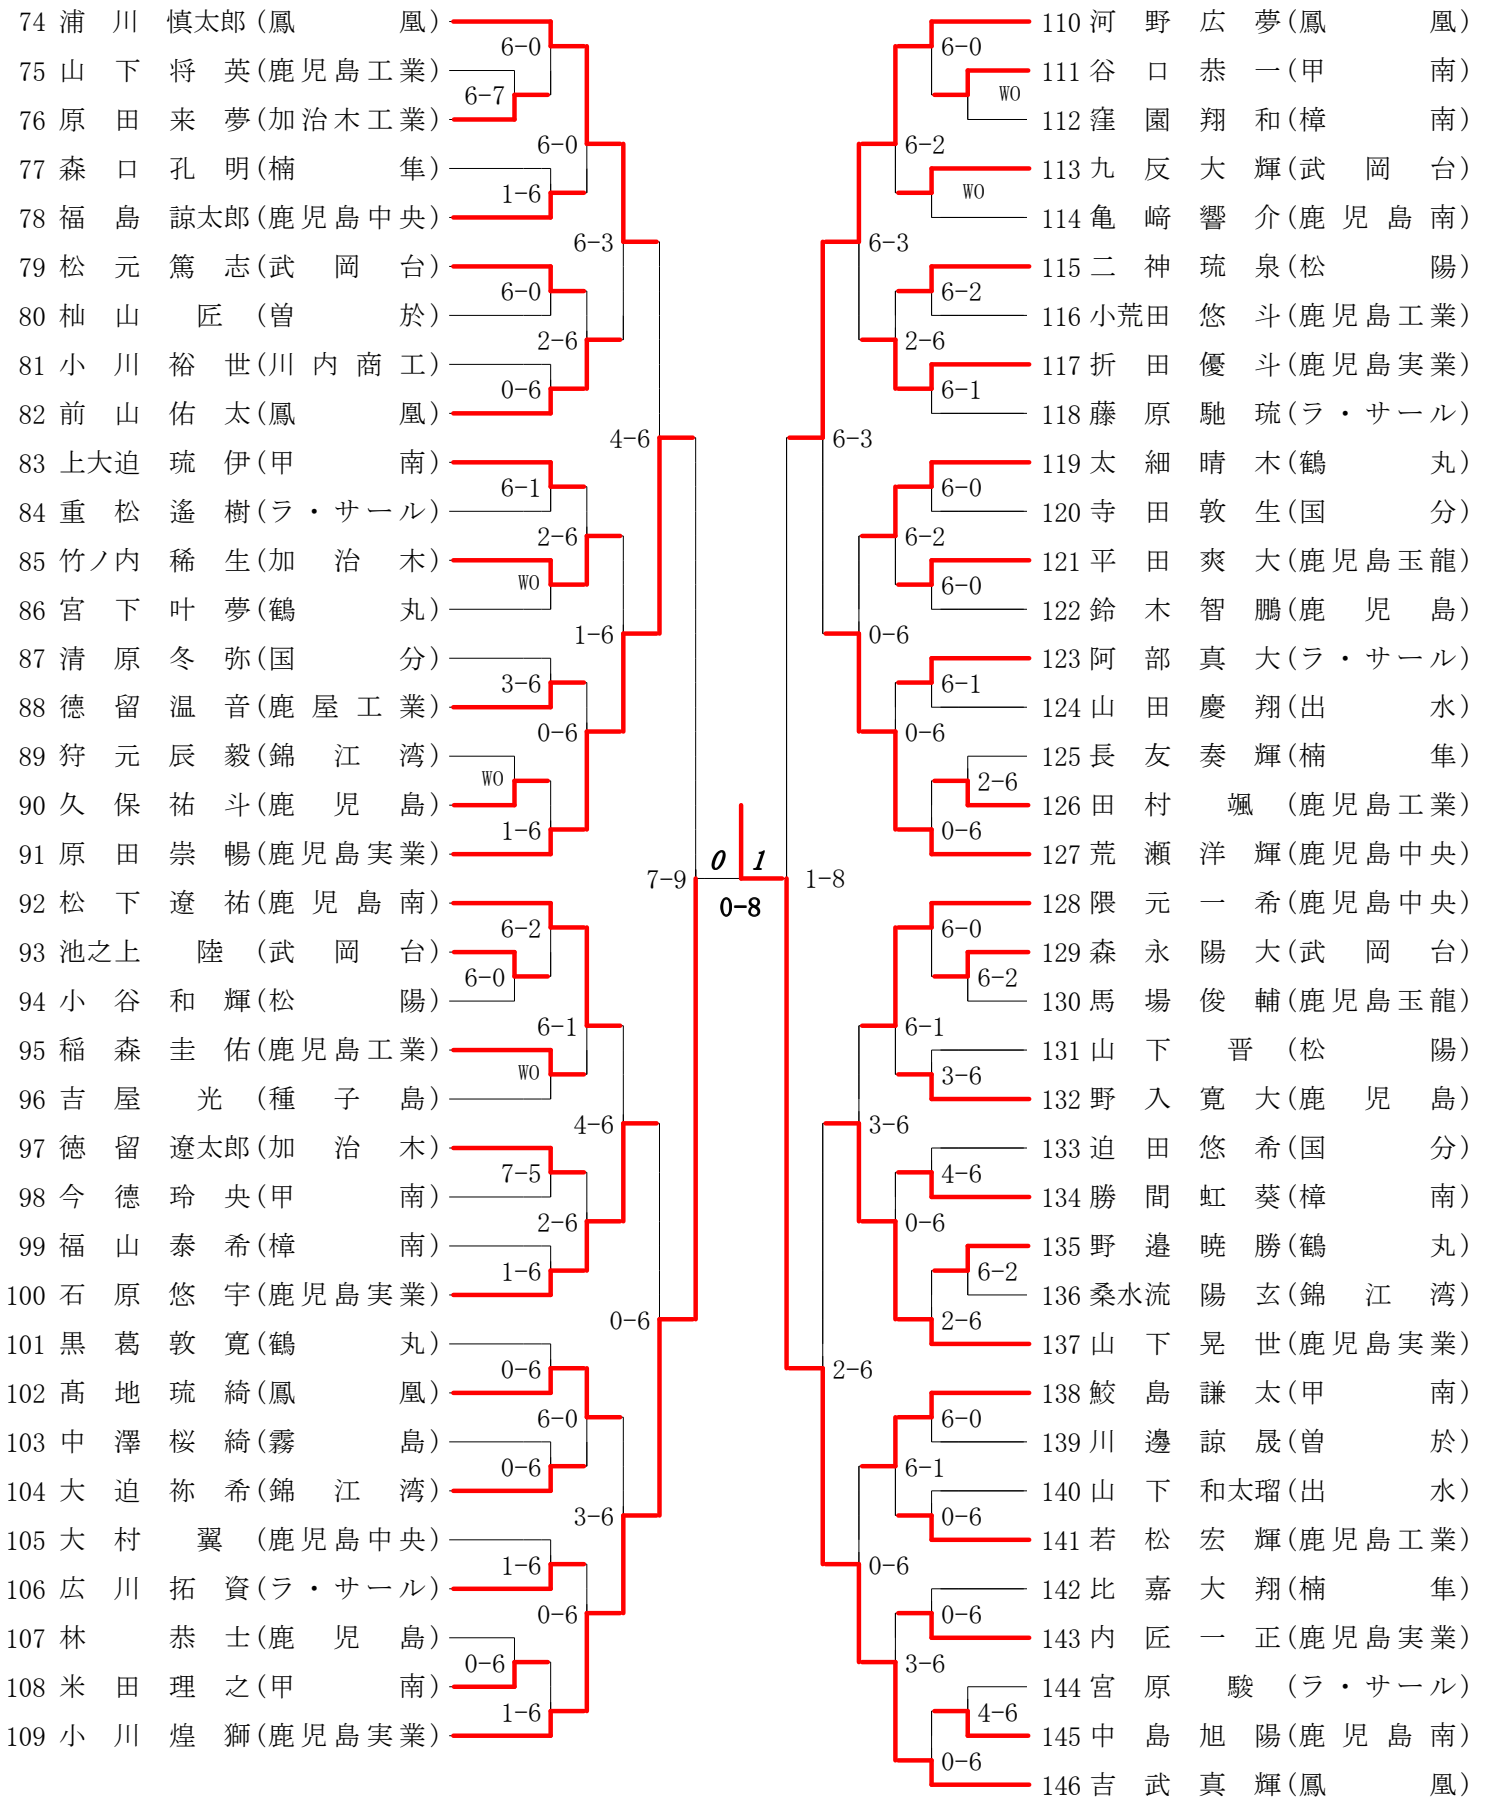 74 浦川 慎太郎(鳳凰)
6-0
75 山下将英(鹿児島工業)
6-7
76 原田来夢(加治木工業)
6-0
77 森口孔明(楠隼)
1-6
78 福島 諒太郎(鹿児島中央)
6-3
79 松元篤志(武岡台)
6-0
80 杣山 匠(曽於)
2-6
81 小川裕世(川内商工)
0-6
82 前山佑太(鳳凰)
4-6
83 上大迫 琉伊(甲南)
6-1
84 重松遙樹(ラ・サール)
2-6
85 竹ノ内 稀生(加治木)
WO
86 宮下叶夢(鶴丸)
1-6
87 清原冬弥(国分)
3-6
88 徳留温音(鹿屋工業)
0-6
89 狩元辰毅(錦江湾)
WO
90 久保祐斗(鹿児島)
1-6
91 原田崇暢(鹿児島実業)
7-9
92 松下遼祐(鹿児島南)
6-2
93 池之上 陸(武岡台)
6-0
94 小谷和輝(松陽)
6-1
95 稲森圭佑(鹿児島工業)
WO
96 吉屋 光(種子島)
4-6
97 徳留 遼太郎(加治木)
7-5
98 今德玲央(甲南)
2-6
99 福山泰希(樟南)
1-6
100 石原悠宇(鹿児島実業)
0-6
101 黒葛敦寛(鶴丸)
0-6
102 髙地琉綺(鳳凰)
6-0
103 中澤桜綺(霧島)
0-6
104 大迫祢希(錦江湾)
3-6
105 大村 翼(鹿児島中央)
1-6
106 広川拓資(ラ・サール)
0-6
107 林 恭士(鹿児島)
0-6
108 米田理之(甲南)
1-6
109 小川煌獅(鹿児島実業)
0 1
0-8
110 河野広夢(鳳凰)
6-0
111 谷口恭一(甲南)
WO
112 窪園翔和(樟南)
6-2
113 九反大輝(武岡台)
WO
114 亀﨑響介(鹿児島南)
6-3
115 二神琉泉(松陽)
6-2
116 小荒田 悠斗(鹿児島工業)
2-6
117 折田優斗(鹿児島実業)
6-1
118 藤原馳琉(ラ・サール)
6-3
119 太細晴木(鶴丸)
6-0
120 寺田敦生(国分)
6-2
121 平田爽大(鹿児島玉龍)
6-0
122 鈴木智鵬(鹿児島)
0-6
123 阿部真大(ラ・サール)
6-1
124 山田慶翔(出水)
0-6
125 長友奏輝(楠隼)
2-6
126 田村 颯(鹿児島工業)
0-6
127 荒瀬洋輝(鹿児島中央)
1-8
128 隈元一希(鹿児島中央)
6-0
129 森永陽大(武岡台)
6-2
130 馬場俊輔(鹿児島玉龍)
6-1
131 山下 晋(松陽)
3-6
132 野入寛大(鹿児島)
3-6
133 迫田悠希(国分)
4-6
134 勝間虹葵(樟南)
0-6
135 野邉暁勝(鶴丸)
6-2
136 桑水流 陽玄(錦江湾)
2-6
137 山下晃世(鹿児島実業)
2-6
138 鮫島謙太(甲南)
6-0
139 川邊諒晟(曽於)
6-1
140 山下 和太瑠(出水)
0-6
141 若松宏輝(鹿児島工業)
0-6
142 比嘉大翔(楠隼)
0-6
143 内匠一正(鹿児島実業)
3-6
144 宮原 駿(ラ・サール)
4-6
145 中島旭陽(鹿児島南)
0-6
146 吉武真輝(鳳凰)